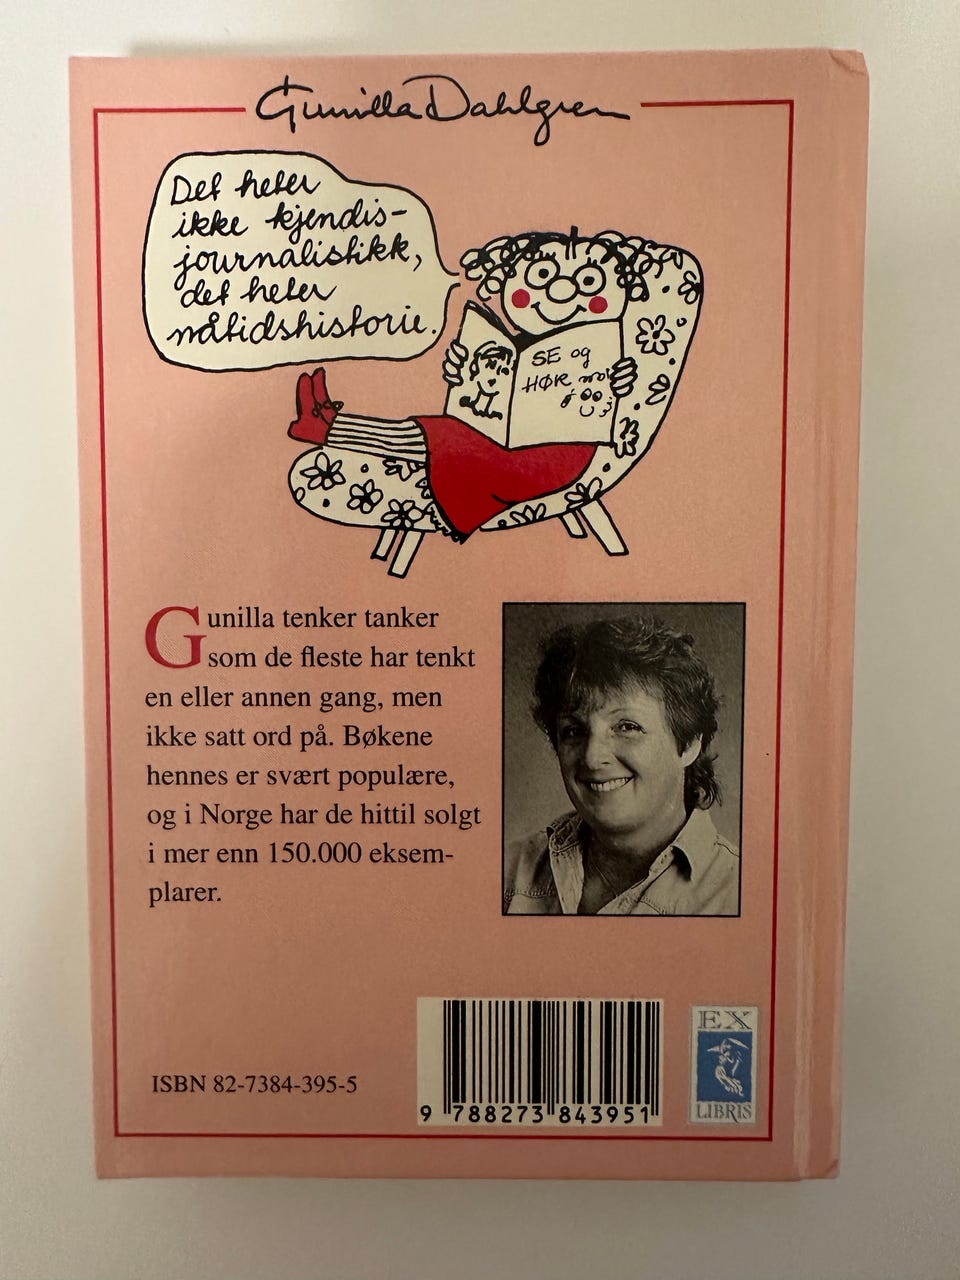 Gunilla Dahlgren
Det heter
ikke kjendis-
journalistikk,
det heter
nåtidshistorie.
SE og
HØR
Gunilla tenker tanker
som de fleste har tenkt
en eller annen gang, men
ikke satt ord på. Bøkene
hennes er svært populære,
og i Norge har de hittil solgt
i mer enn 150.000 eksem-
plarer.
ISBN 82-7384-395-5
9 788273 843951
EX
LIBRIS